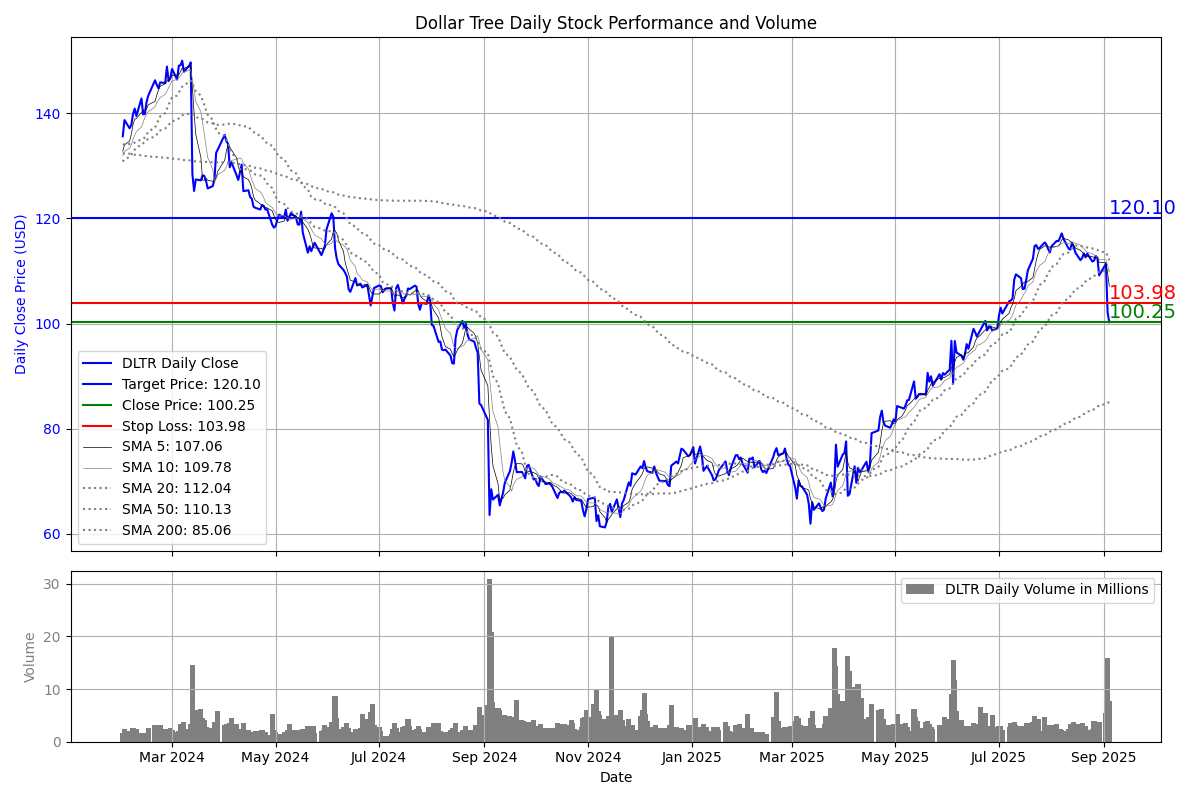 Dollar Tree Daily Stock Performance and Volume
Daily Close Price (USD)
140
120
100
80
60
120.10
103.98
100.25
DLTR Daily Close
Target Price: 120.10
Close Price: 100.25
Stop Loss: 103.98
SMA 5: 107.06
SMA 10: 109.78
SMA 20: 112.04
SMA 50: 110.13
SMA 200: 85.06
Volume
30
20
10
0
DLTR Daily Volume in Millions
Mar 2024 May 2024 Jul 2024 Sep 2024 Nov 2024 Jan 2025 Mar 2025 May 2025 Jul 2025 Sep 2025
Date